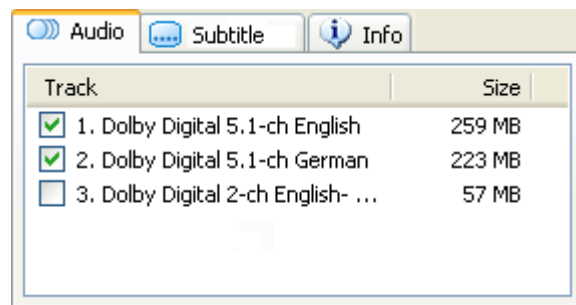 Audio Subtitle Info
Track Size
1. Dolby Digital 5.1-ch English 259 MB
2. Dolby Digital 5.1-ch German 223 MB
3. Dolby Digital 2-ch English- ... 57 MB